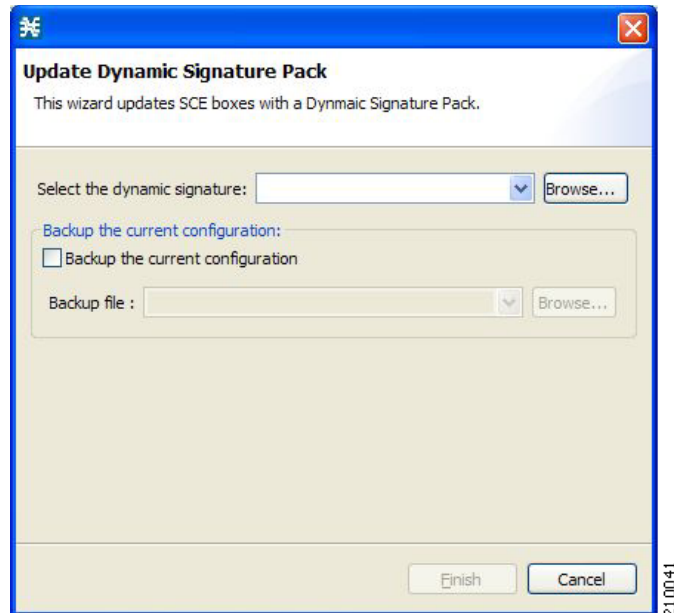 Update Dynamic Signature Pack
This wizard updates SCE boxes with a Dynmaic Signature Pack.
Select the dynamic signature: Browse...
Backup the current configuration:
Backup the current configuration
Backup file : Browse...
Finish Cancel
210041